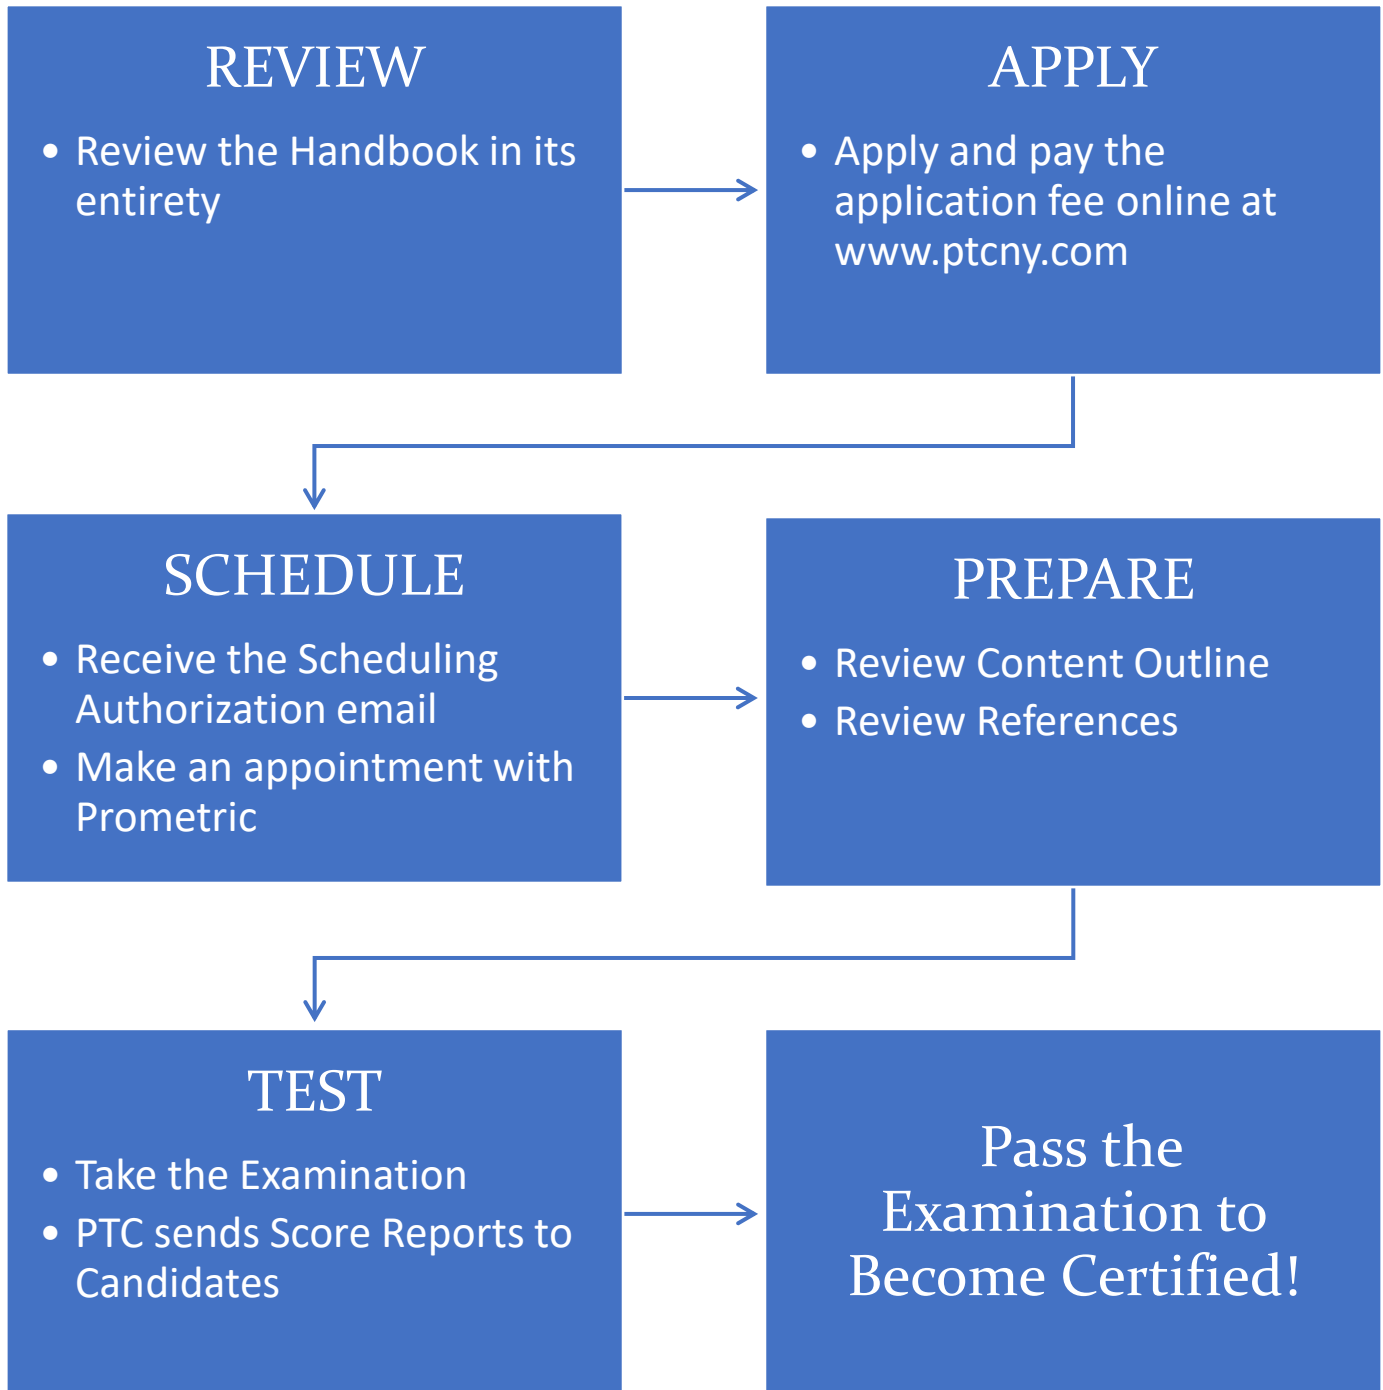 REVIEW
• Review the Handbook in its
entirety
APPLY
• Apply and pay the
application fee online at
www.ptcny.com
SCHEDULE
• Receive the Scheduling
Authorization email
• Make an appointment with
Prometric
PREPARE
• Review Content Outline
• Review References
TEST
• Take the Examination
• PTC sends Score Reports to
Candidates
Pass the
Examination to
Become Certified!